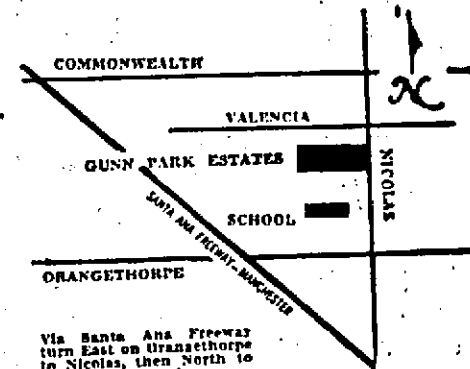 COMMONWEALTH
N
VALENCIA
GUNN PARK ESTATES
NICOLAS
SANTA ANA FREEWAY—MANCHESTER
SCHOOL
ORANGETHORPE
Via Santa Ana Freeway
turn East on Orangethorpe
to Nicolas, then North to